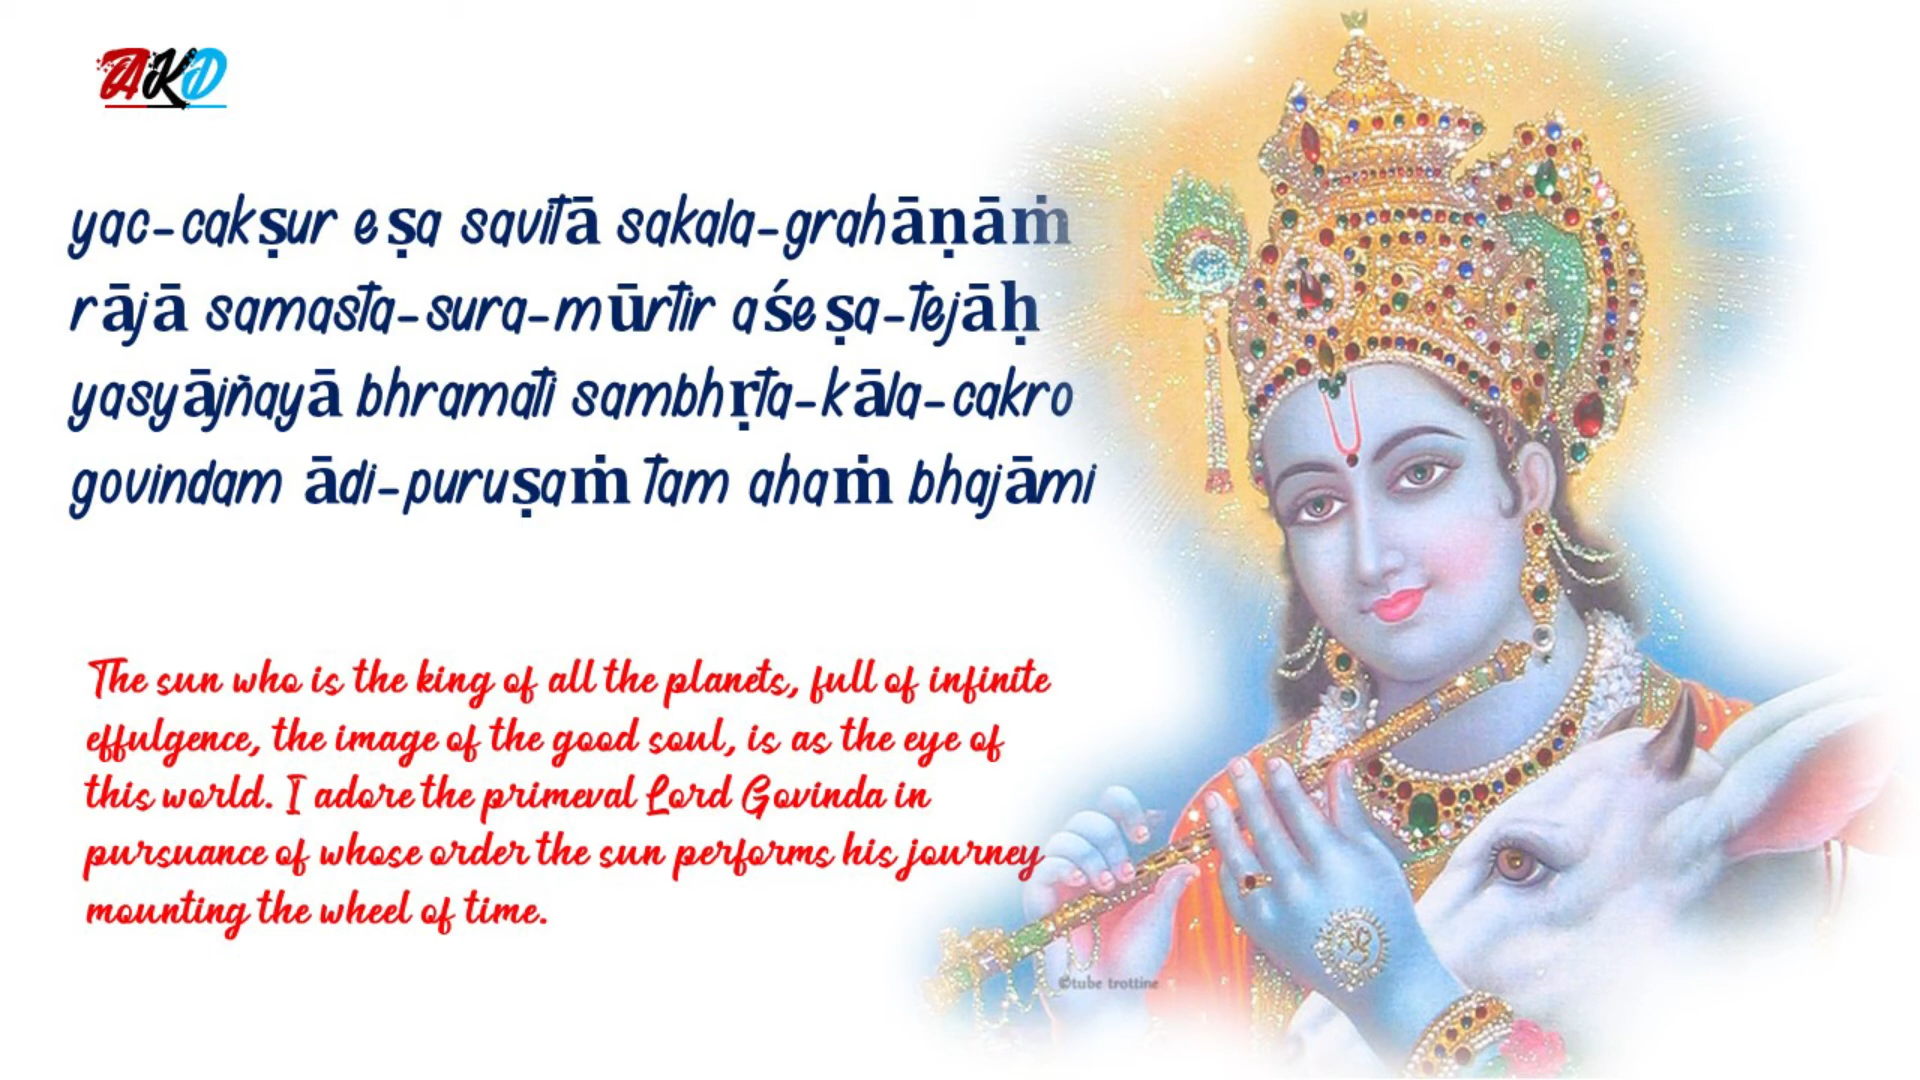 AKD
yac-cakṣur eṣa savitā sakala-grahāṇāṁ
rājā samasta-sura-mūrtir aśeṣa-tejāḥ
yasyājñayā bhramati sambhṛta-kāla-cakro
govindam ādi-puruṣaṁ tam ahaṁ bhajāmi
The sun who is the king of all the planets, full of infinite
effulgence, the image of the good soul, is as the eye of
this world. I adore the primeval Lord Govinda in
pursuance of whose order the sun performs his journey
mounting the wheel of time.
©tube trottine